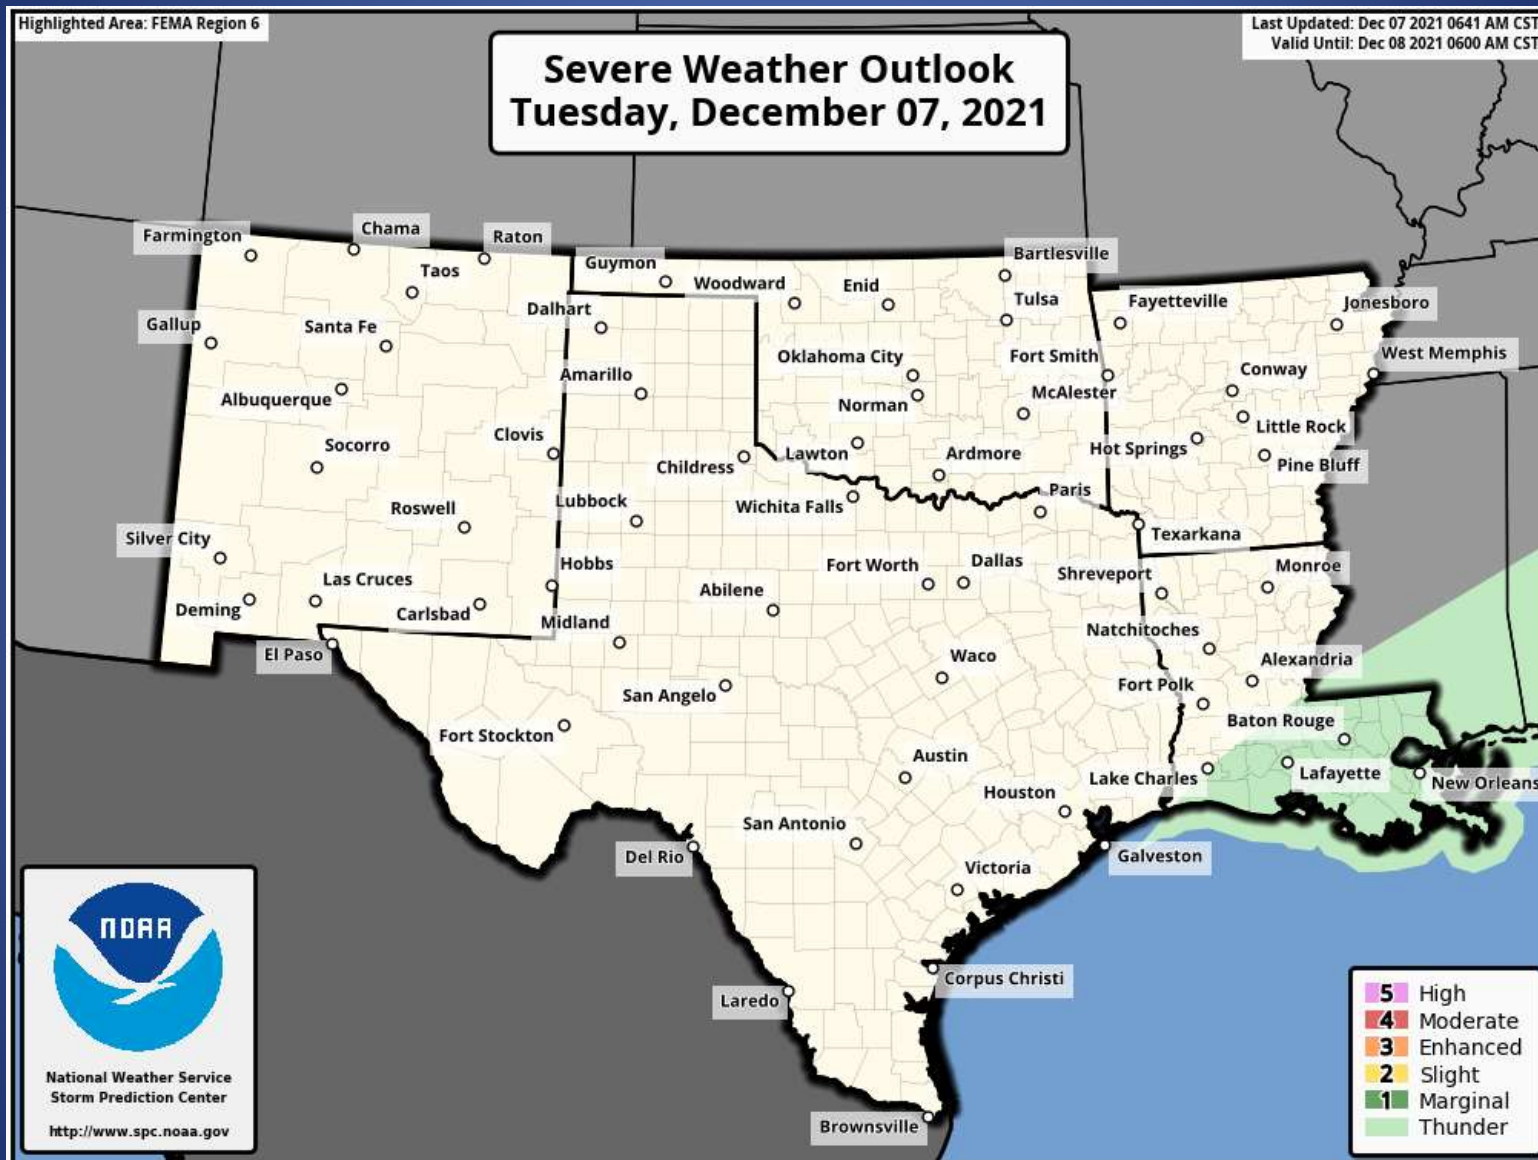 Highlighted Area: FEMA Region 6
Last Updated: Dec 07 2021 0641 AM CST
Valid Until: Dec 08 2021 0600 AM CST
Severe Weather Outlook
Tuesday, December 07, 2021
Farmington
Chama
Raton
Taos
Guymon
Woodward
Enid
Bartlesville
Tulsa
Fayetteville
Jonesboro
Gallup
Santa Fe
Dalhart
Oklahoma City
Fort Smith
West Memphis
Albuquerque
Amarillo
Norman
McAlester
Conway
Little Rock
Socorro
Clovis
Childress
Lawton
Ardmore
Hot Springs
Pine Bluff
Roswell
Lubbock
Wichita Falls
Paris
Texarkana
Silver City
Las Cruces
Hobbs
Abilene
Fort Worth
Dallas
Shreveport
Monroe
Deming
Carlsbad
Midland
Natchitoches
El Paso
San Angelo
Waco
Alexandria
Fort Polk
Fort Stockton
Baton Rouge
Austin
Lake Charles
Lafayette
New Orleans
Houston
San Antonio
Del Rio
Galveston
Victoria
Corpus Christi
Laredo
Brownsville
NOAA
National Weather Service
Storm Prediction Center
http://www.spc.noaa.gov
5 High
4 Moderate
3 Enhanced
2 Slight
1 Marginal
Thunder